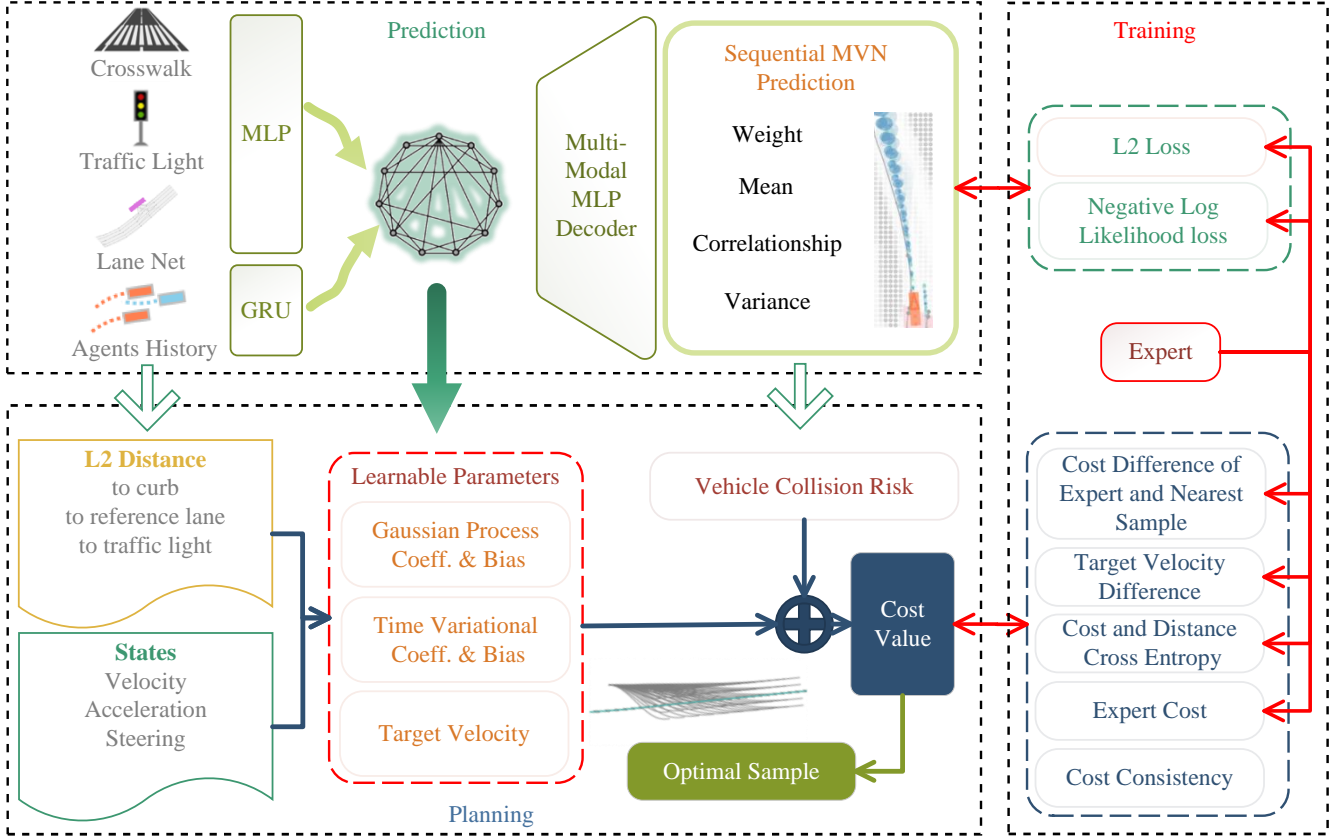 Prediction
Crosswalk
Traffic Light
Lane Net
Agents History
MLP
GRU
Multi-
Modal
MLP
Decoder
Sequential MVN
Prediction
Weight
Mean
Correlationship
Variance
Training
L2 Loss
Negative Log
Likelihood loss
Expert
Cost Difference of
Expert and Nearest
Sample
Target Velocity
Difference
Cost and Distance
Cross Entropy
Expert Cost
Cost Consistency
L2 Distance
to curb
to reference lane
to traffic light
States
Velocity
Acceleration
Steering
Learnable Parameters
Gaussian Process
Coeff. & Bias
Time Variational
Coeff. & Bias
Target Velocity
Vehicle Collision Risk
Cost
Value
Optimal Sample
Planning